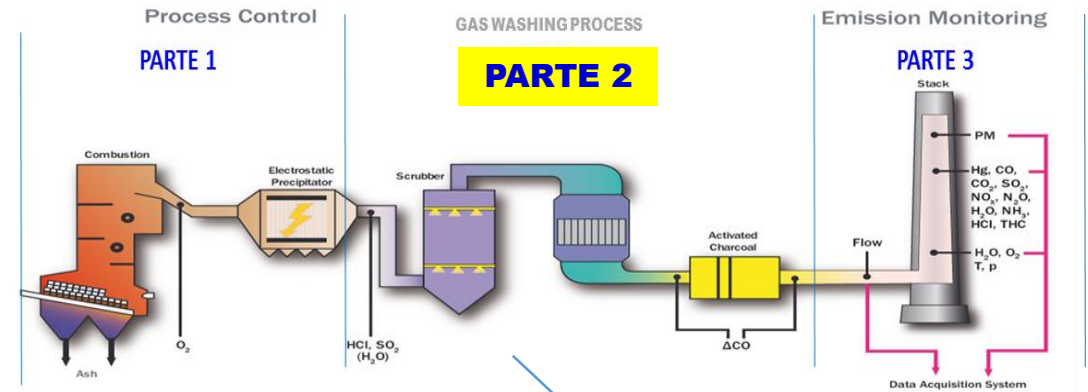 Process Control
GAS WASHING PROCESS
Emission Monitoring
PARTE 1
PARTE 2
PARTE 3
Stack
Combustion
Electrostatic
Precipitator
Scrubber
Activated
Charcoal
Flow
PM
Hg, CO,
CO₂, SO₂,
NOₓ, N₂O,
H₂O, NH₃,
HCl, THC
H₂O, O₂
T, p
O₂
HCl, SO₂
(H₂O)
ΔCO
Ash
Data Acquisition System